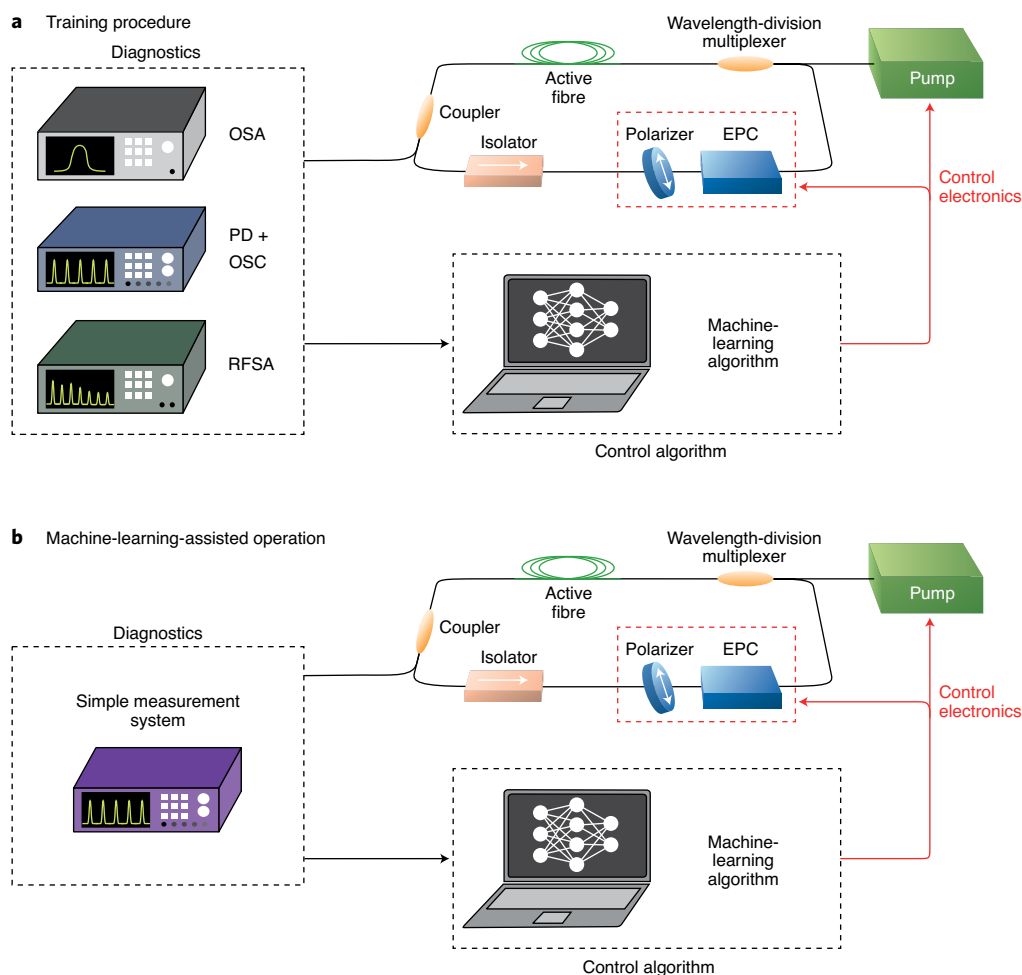 a Training procedure
Diagnostics
OSA
PD +
OSC
RFSA
Wavelength-division
multiplexer
Active
fibre
Pump
Coupler
Isolator
Polarizer
EPC
Control
electronics
Machine-
learning
algorithm
Control algorithm
b Machine-learning-assisted operation
Diagnostics
Simple measurement
system
Wavelength-division
multiplexer
Active
fibre
Pump
Coupler
Isolator
Polarizer
EPC
Control
electronics
Machine-
learning
algorithm
Control algorithm